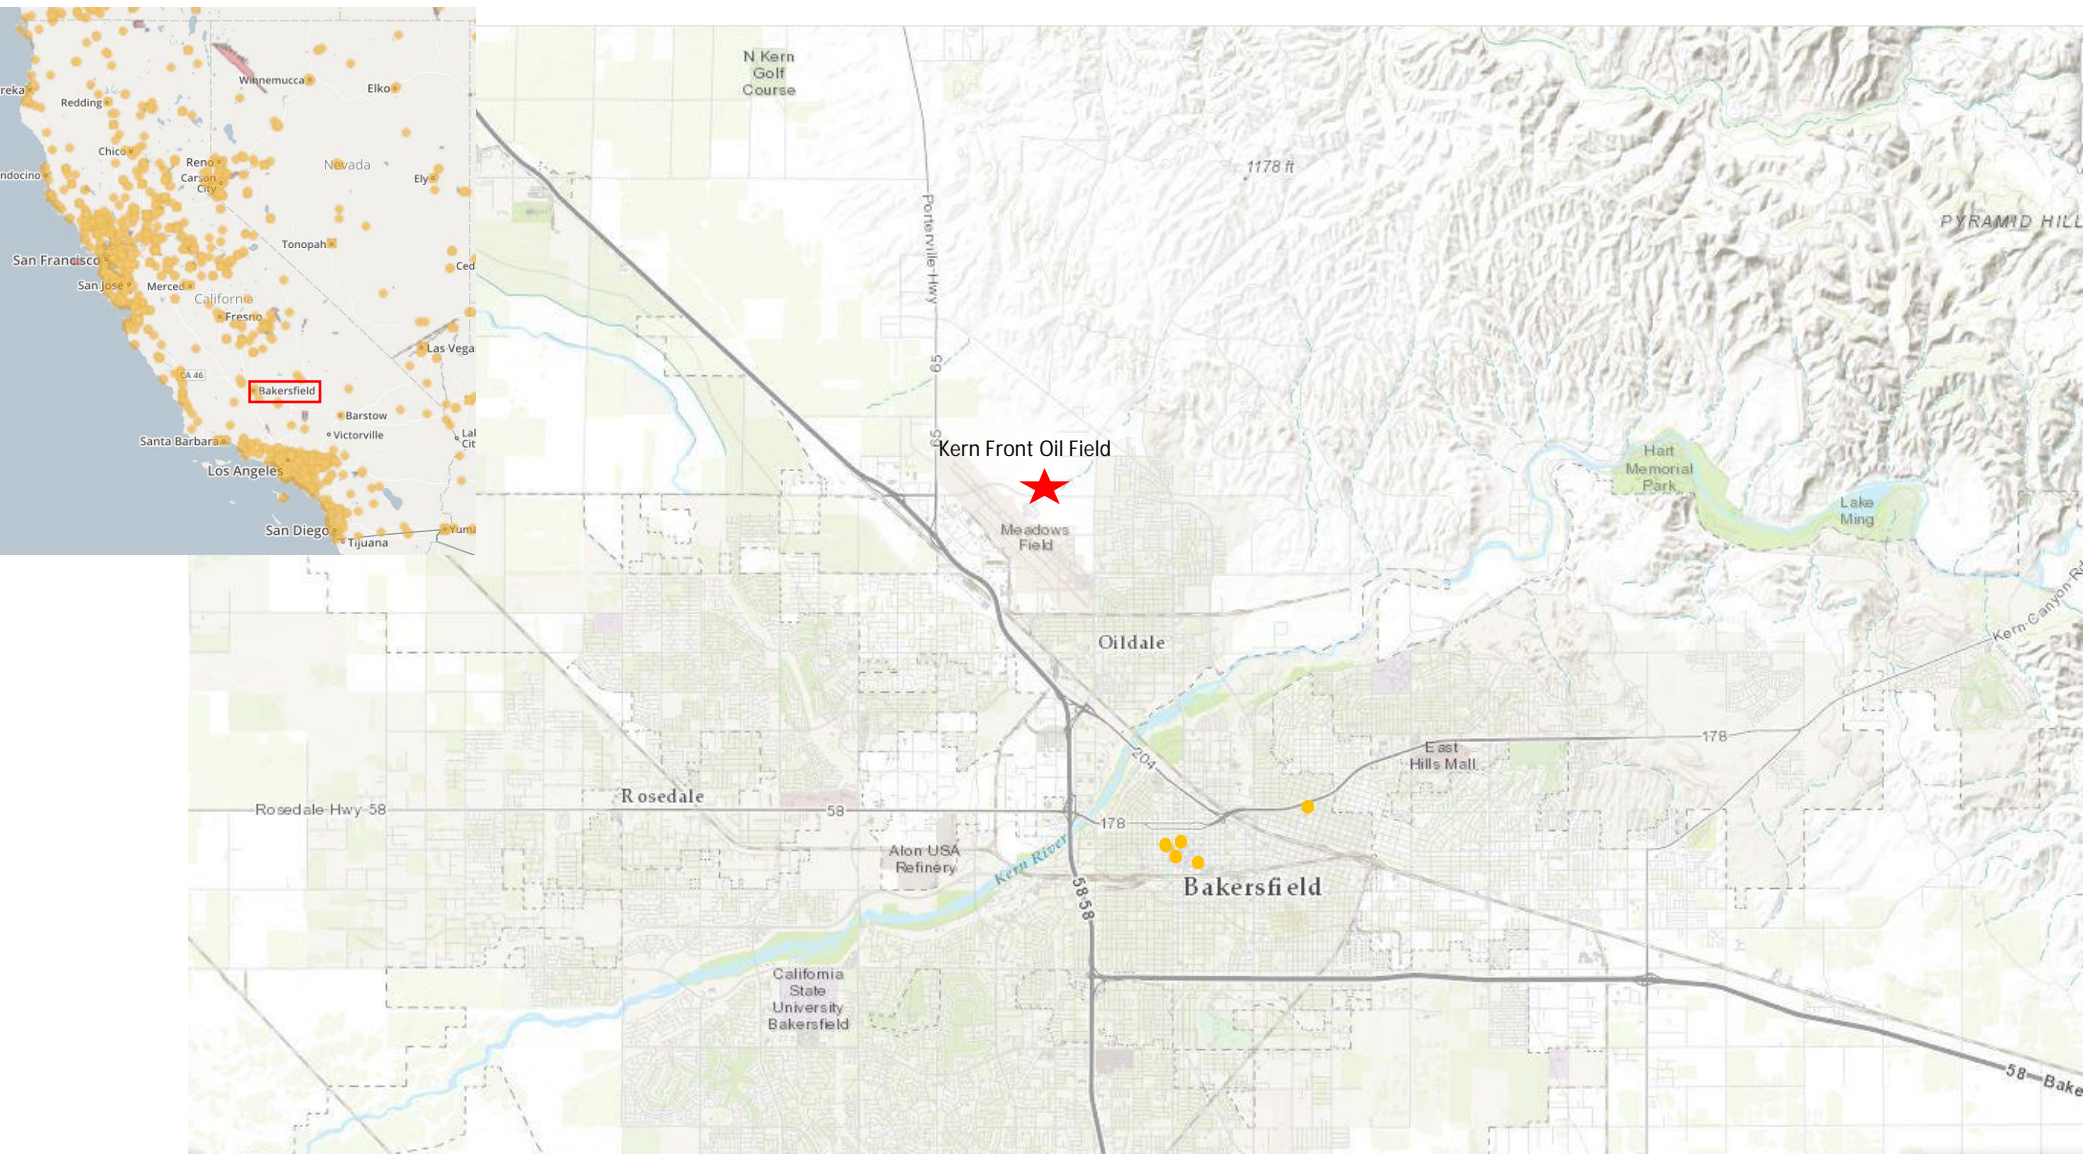 reka
Winnemucca
Elko
Redding
Chico
Reno
Nevada
ndocino
Carson
City
Ely
Tonopah
San Francisco
Ced
San José
Merced
California
Fresno
Las Vega
CA 46
Bakersfield
Barstow
Victorville
Santa Barbara
Lak
Cit
Los Angeles
San Diego
Yuma
Tijuana
N Kern
Golf
Course
1178 ft
Porterville Hwy
PYRAMID HILL
65
65
Kern Front Oil Field
Hart
Memorial
Park
Lake
Ming
Meadows
Field
Kern Canyon Rd
Oildale
178
204
East
Hills Mall
Rosedale
Rosedale Hwy 58
58
178
Alon USA
Refinery
Kern River
Bakersfield
58
58
California
State
University
Bakersfield
58
Bake